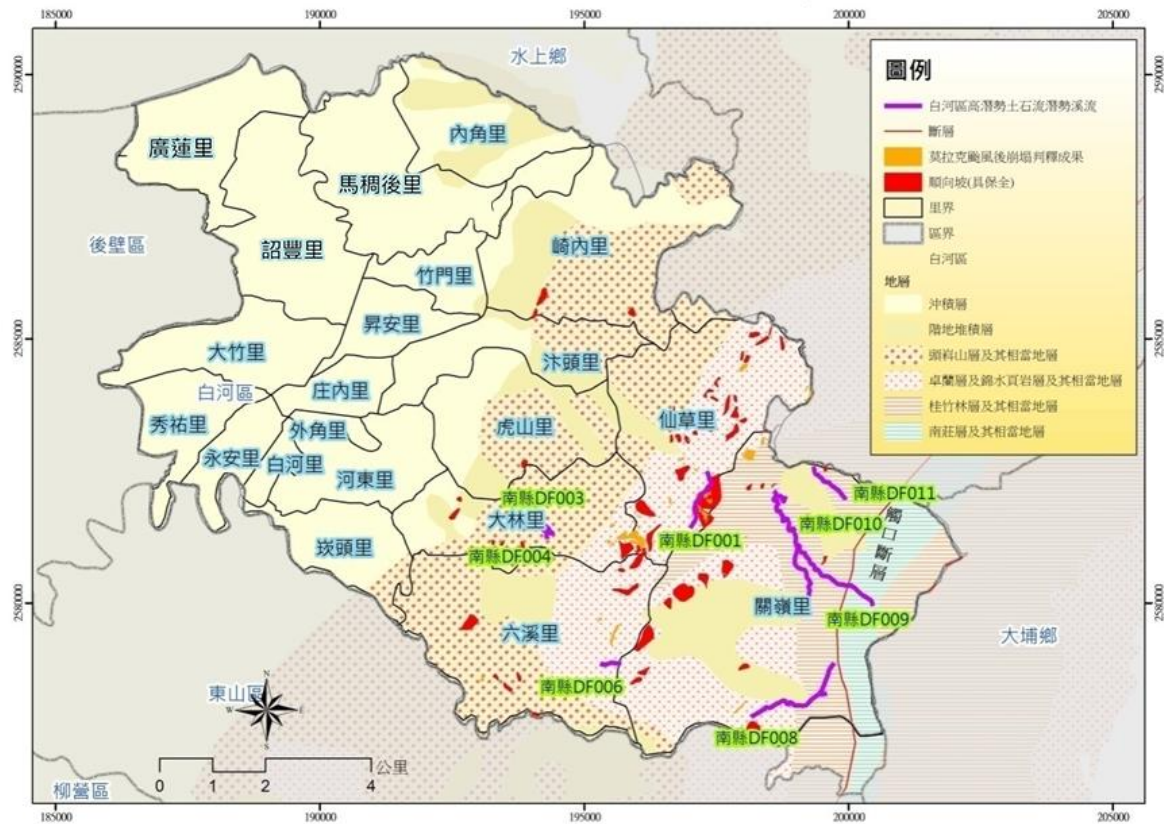 185000
190000
195000
200000
205000
2590000
2585000
2580000
2590000
2585000
2580000
水上鄉
後壁區
白河區
東山區
柳營區
大埔鄉
廣蓮里
內角里
馬稠後里
詔豐里
崎內里
竹門里
昇安里
大竹里
汴頭里
庄內里
秀祐里
外角里
虎山里
仙草里
永安里
白河里
河東里
南縣DF003
大林里
南縣DF011
南縣DF010
南縣DF001
崁頭里
南縣DF004
觸口斷層
關嶺里
南縣DF009
六溪里
南縣DF006
南縣DF008
圖例
白河區高潛勢土石流潛勢溪流
斷層
莫拉克颱風後崩塌判釋成果
順向坡(具保全)
里界
區界
白河區
地層
沖積層
階地堆積層
頭嵙山層及其相當地層
卓蘭層及錦水頁岩層及其相當地層
桂竹林層及其相當地層
南莊層及其相當地層
N
W
E
S
公里
0 1 2 4
185000
190000
195000
200000
205000